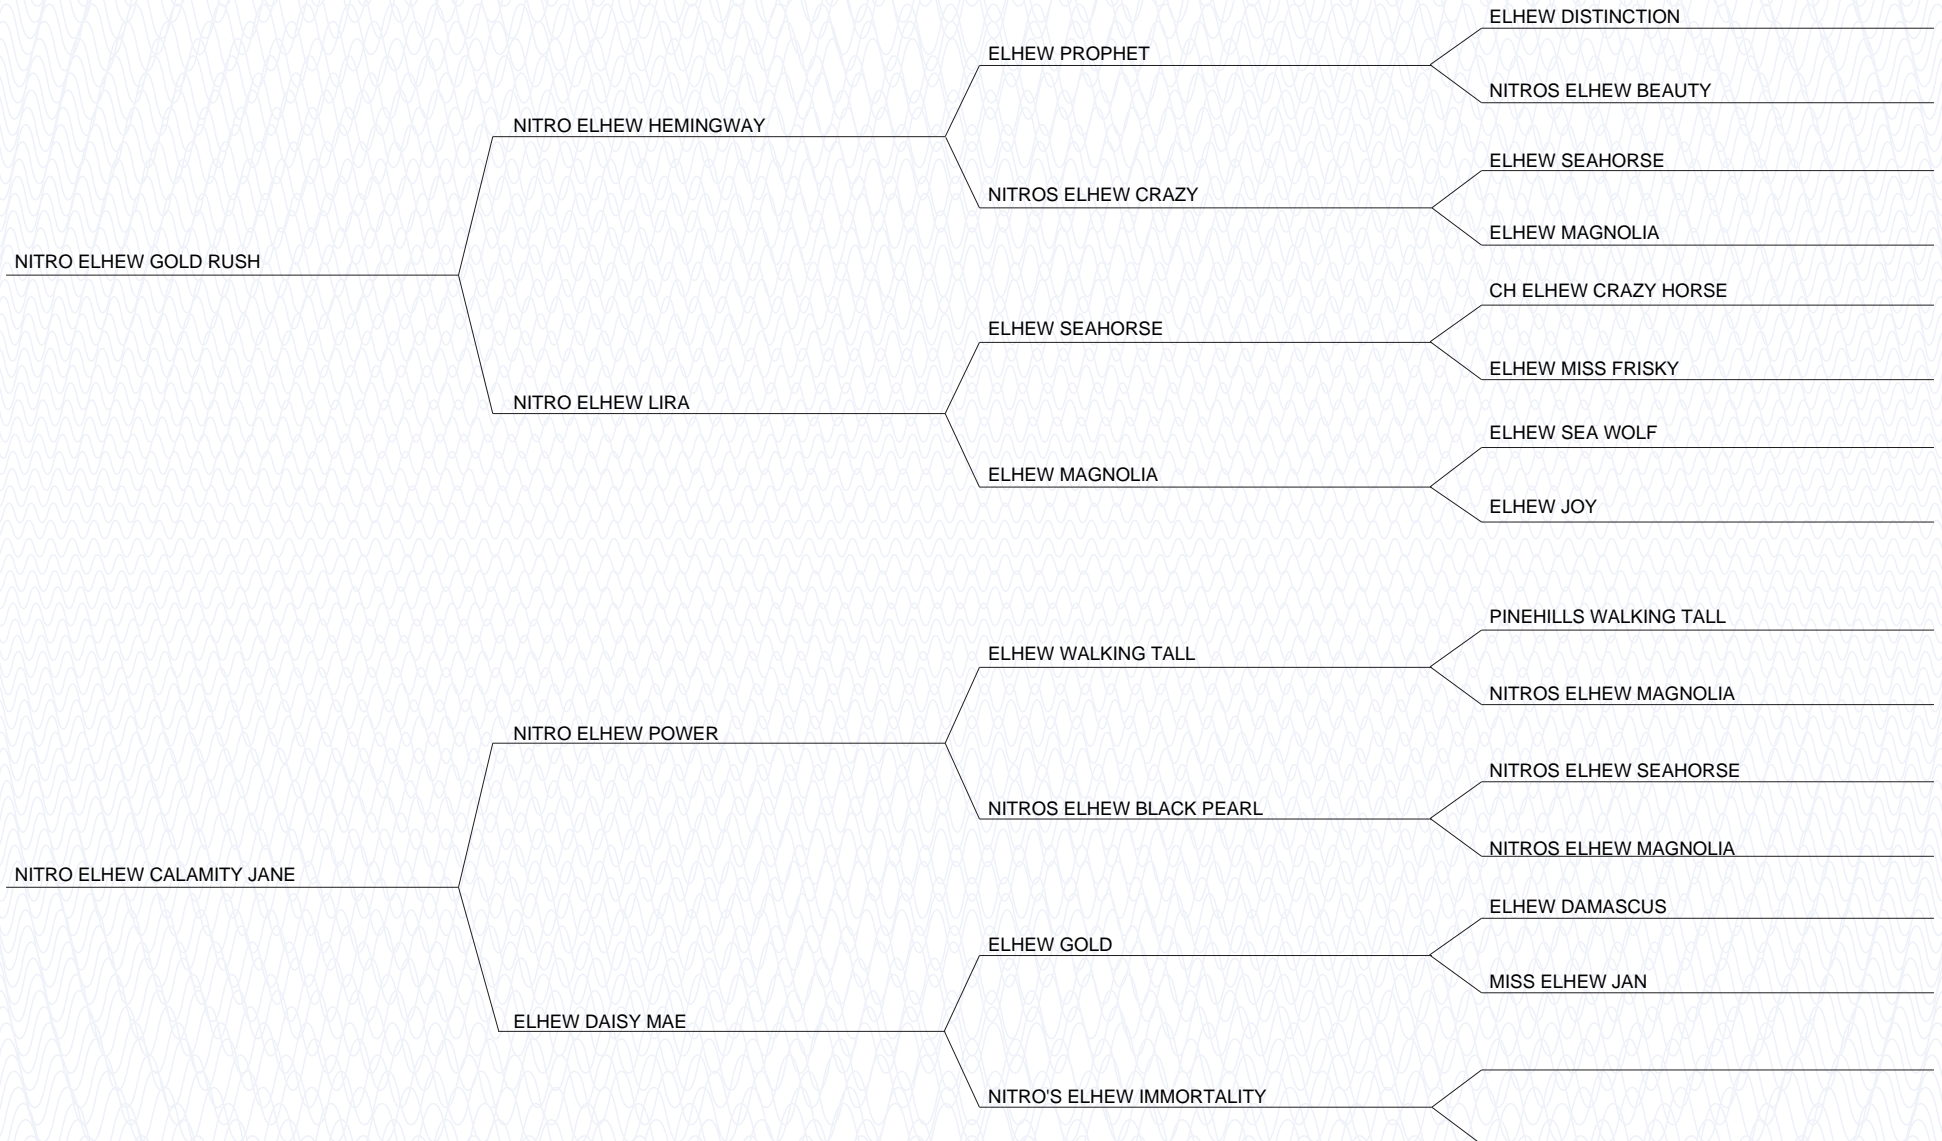 ELHEW DISTINCTION
ELHEW PROPHET
NITROS ELHEW BEAUTY
NITRO ELHEW HEMINGWAY
ELHEW SEAHORSE
NITROS ELHEW CRAZY
ELHEW MAGNOLIA
NITRO ELHEW GOLD RUSH
CH ELHEW CRAZY HORSE
ELHEW SEAHORSE
ELHEW MISS FRISKY
NITRO ELHEW LIRA
ELHEW SEA WOLF
ELHEW MAGNOLIA
ELHEW JOY
PINEHILLS WALKING TALL
ELHEW WALKING TALL
NITROS ELHEW MAGNOLIA
NITRO ELHEW POWER
NITROS ELHEW SEAHORSE
NITROS ELHEW BLACK PEARL
NITROS ELHEW MAGNOLIA
NITRO ELHEW CALAMITY JANE
ELHEW DAMASCUS
ELHEW GOLD
MISS ELHEW JAN
ELHEW DAISY MAE
NITRO'S ELHEW IMMORTALITY